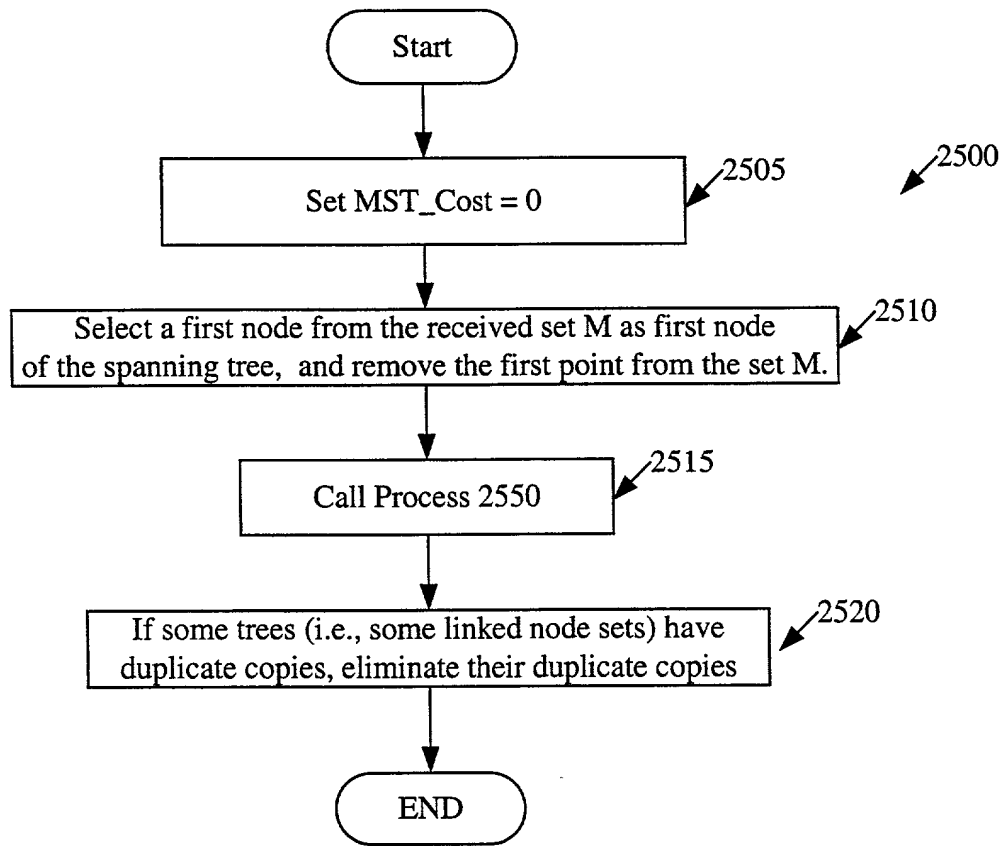 Start
Set MST_Cost = 0
2505
2500
Select a first node from the received set M as first node
of the spanning tree, and remove the first point from the set M.
2510
Call Process 2550
2515
If some trees (i.e., some linked node sets) have
duplicate copies, eliminate their duplicate copies
2520
END